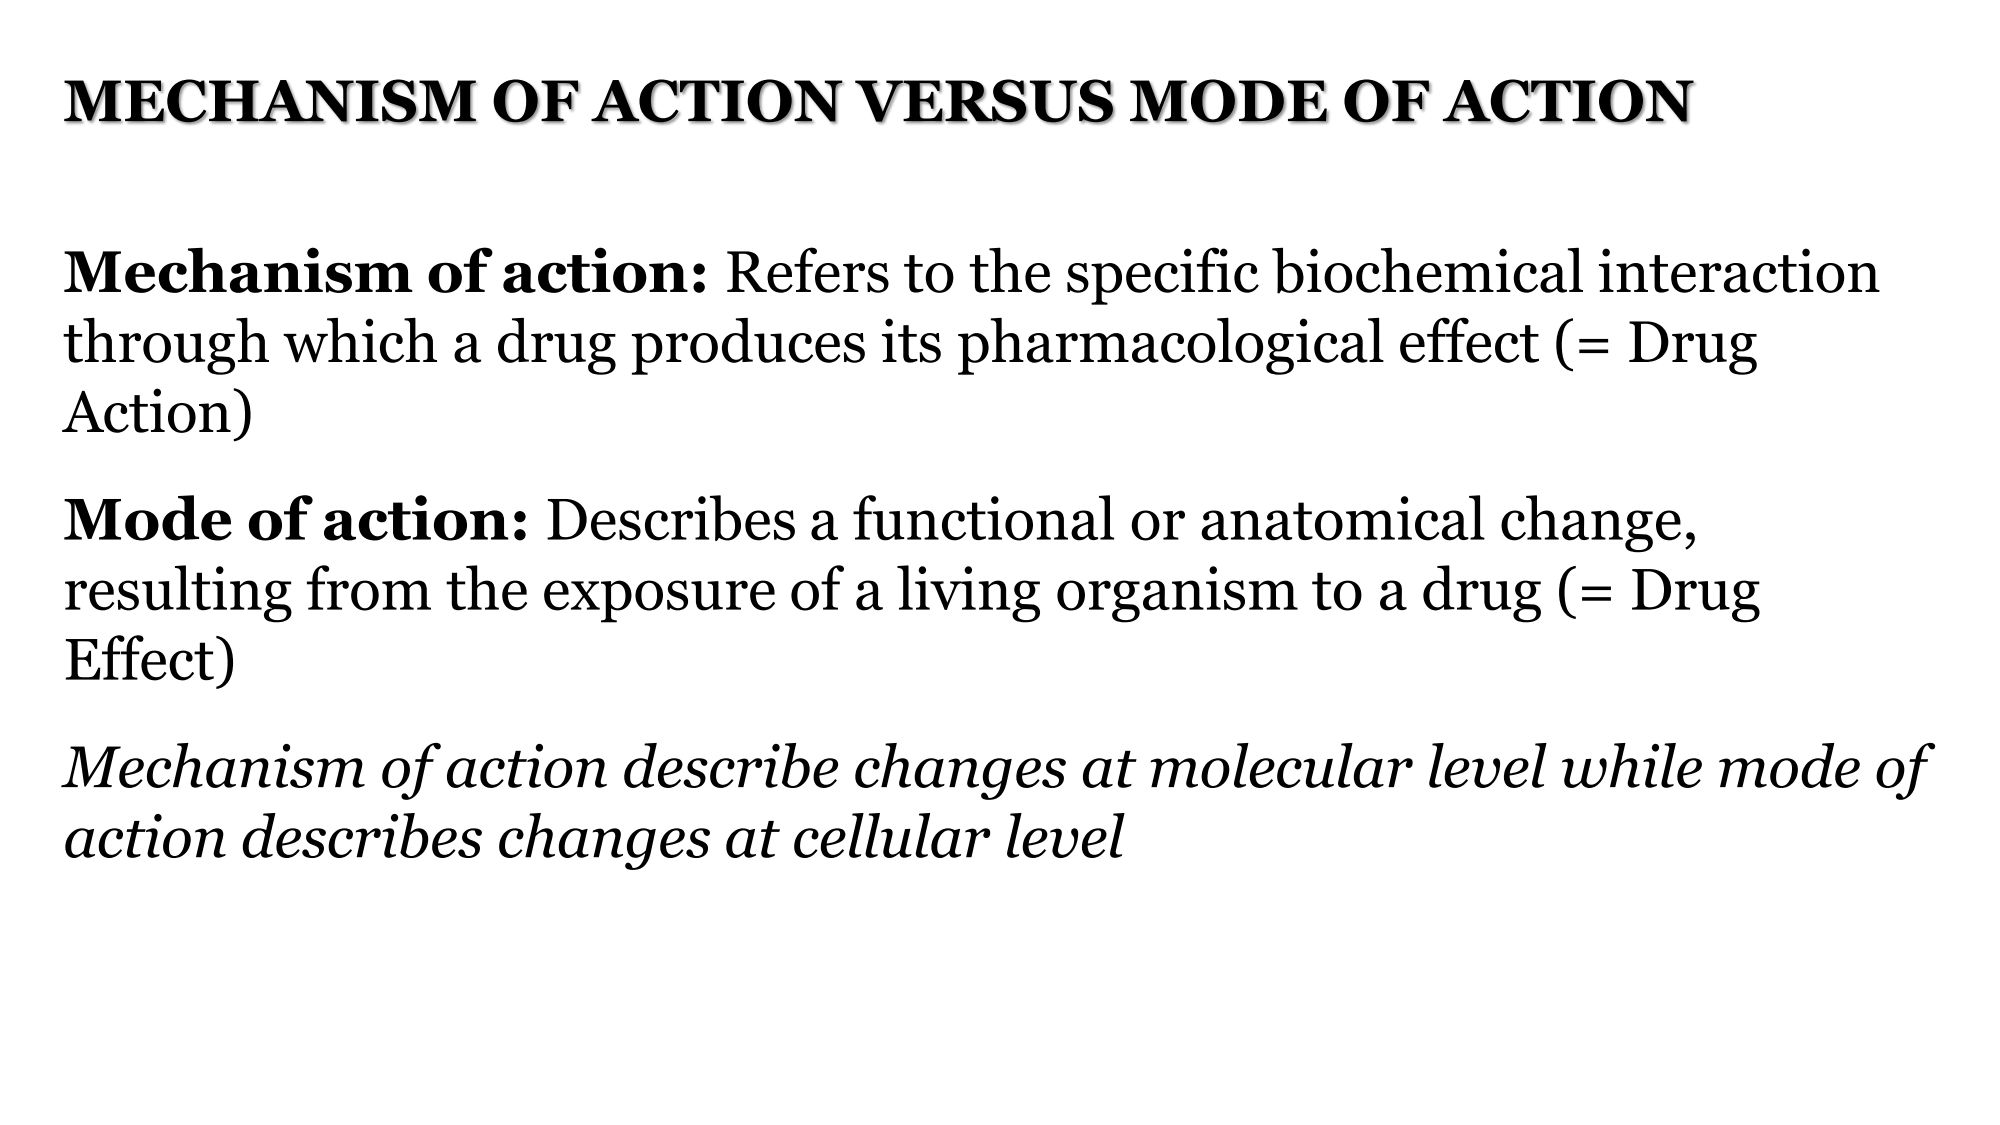 MECHANISM OF ACTION VERSUS MODE OF ACTION
Mechanism of action: Refers to the specific biochemical interaction
through which a drug produces its pharmacological effect (= Drug
Action)
Mode of action: Describes a functional or anatomical change,
resulting from the exposure of a living organism to a drug (= Drug
Effect)
Mechanism of action describe changes at molecular level while mode of
action describes changes at cellular level